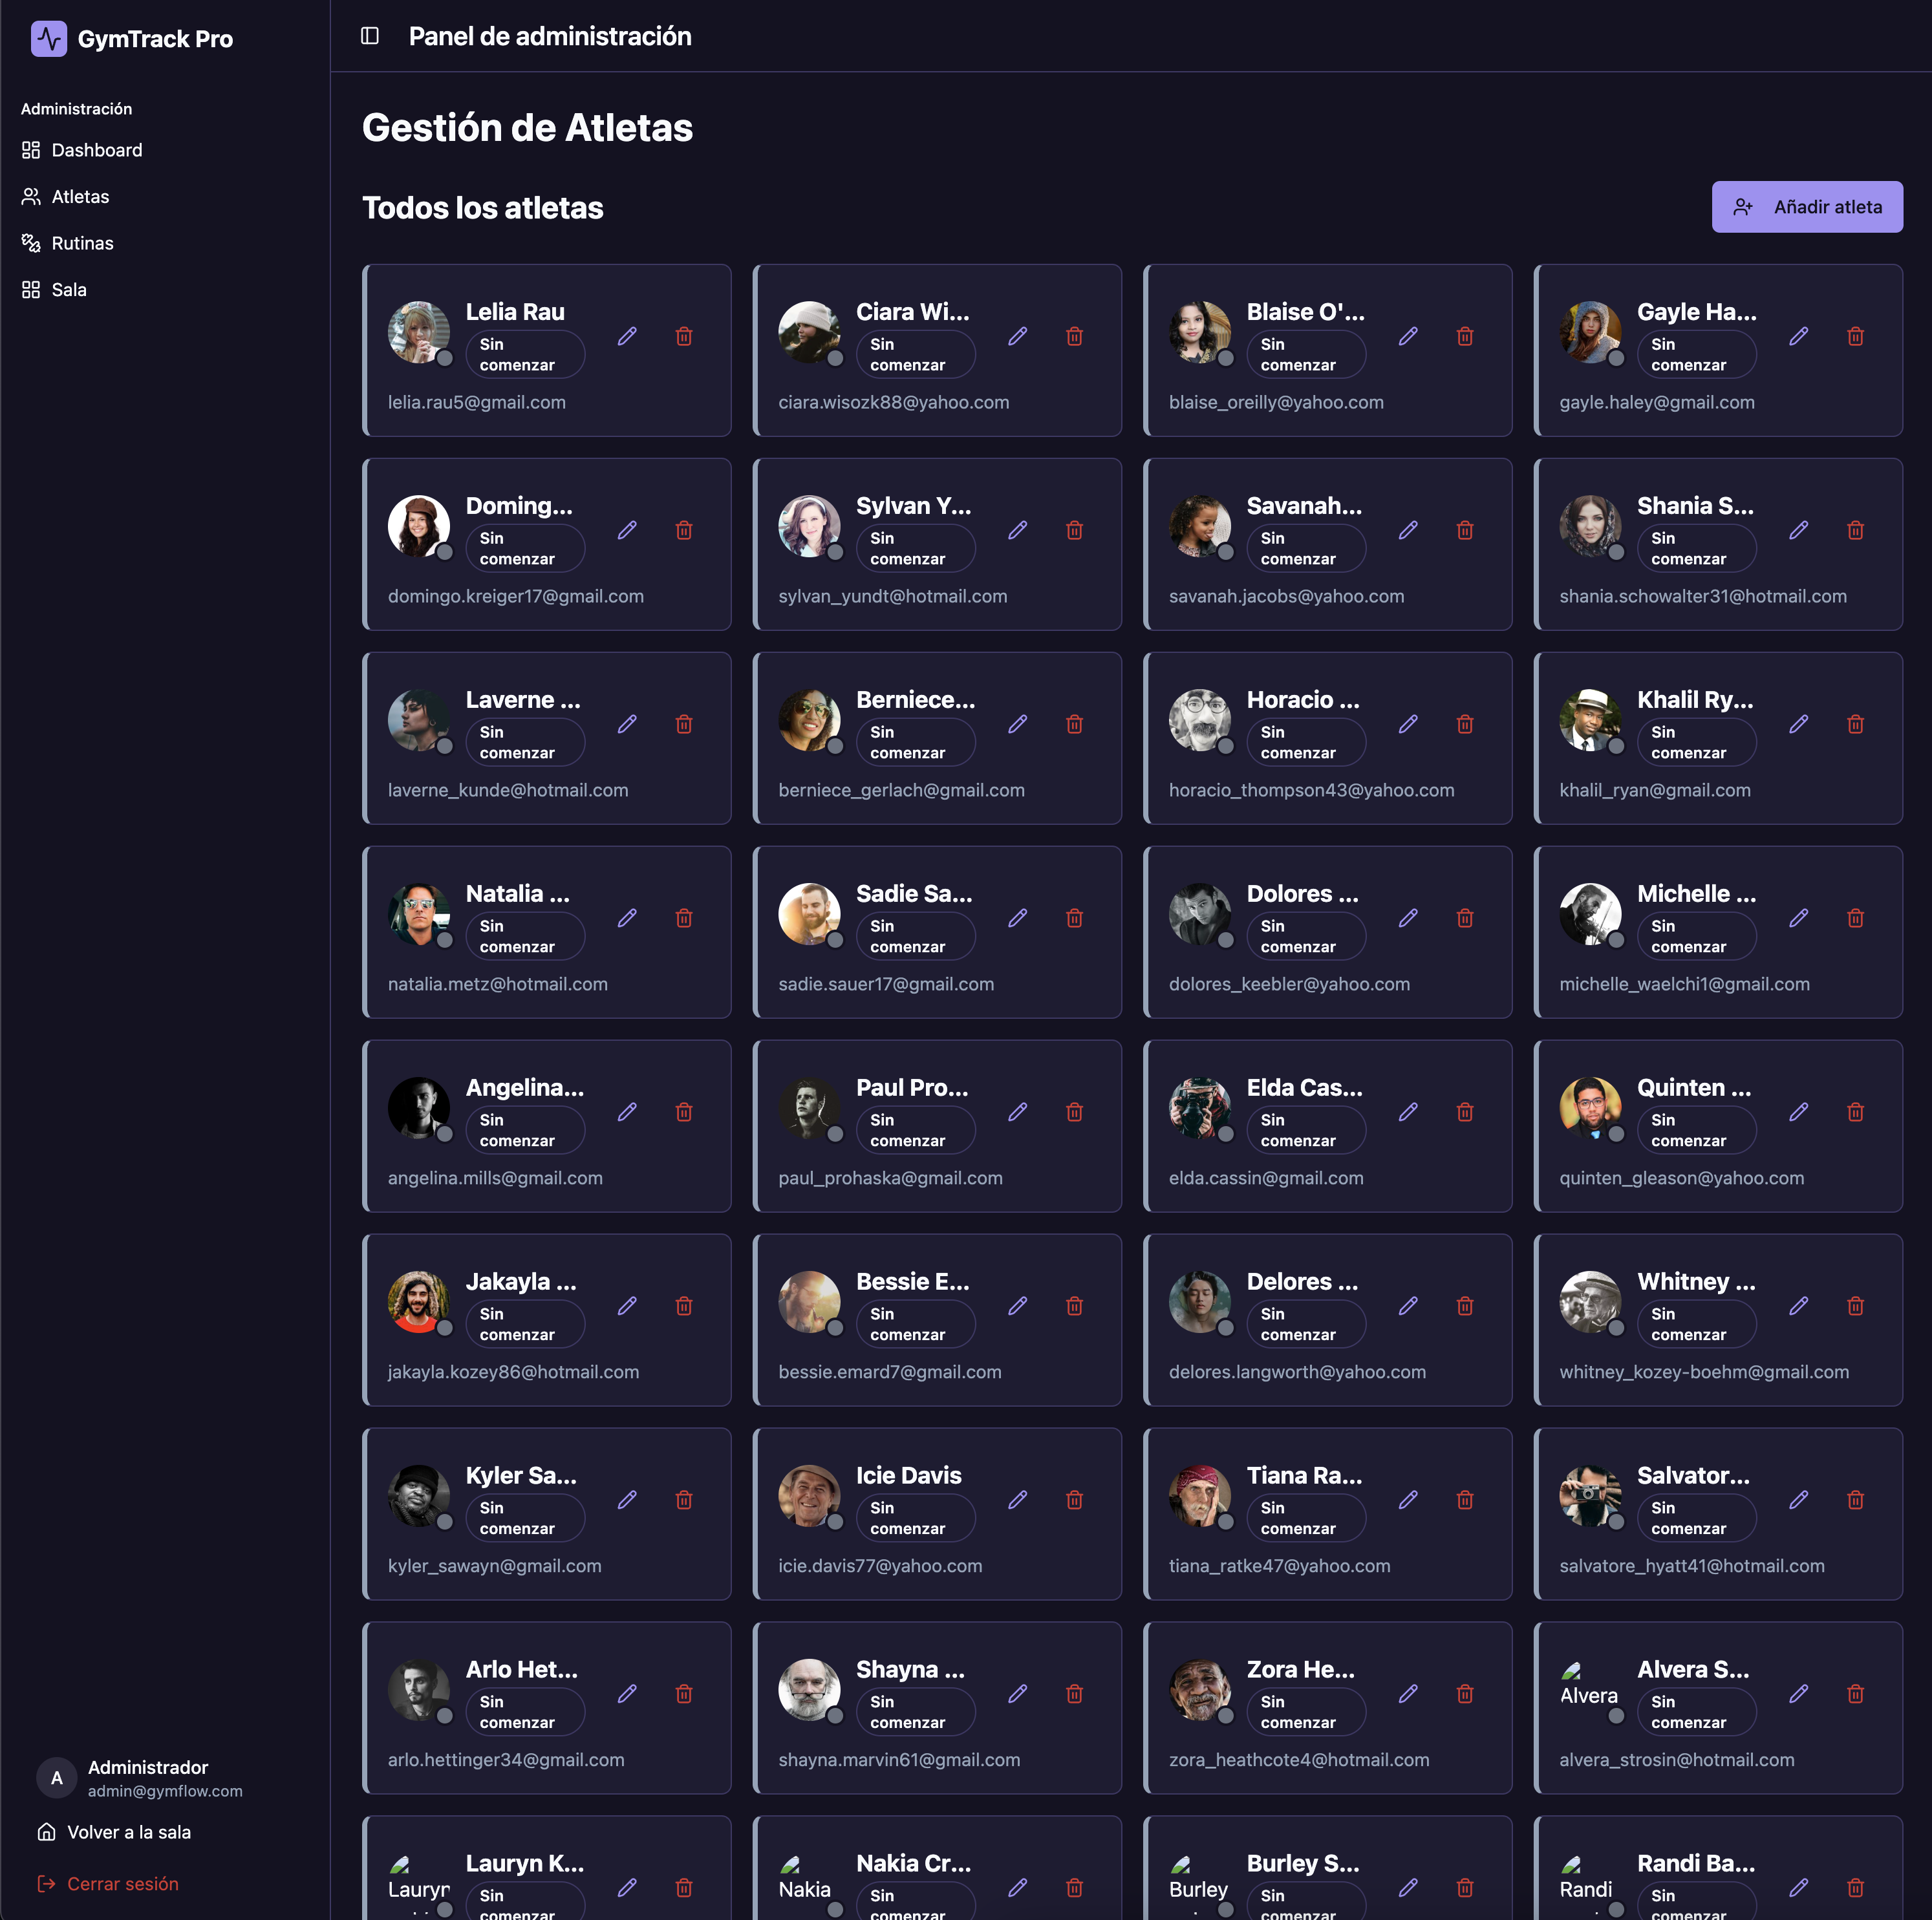 GymTrack Pro
Panel de administración
Administración
Dashboard
Atletas
Rutinas
Sala
Gestión de Atletas
Todos los atletas
Añadir atleta
Lelia Rau
Sin
comenzar
lelia.rau5@gmail.com
Ciara Wi...
Sin
comenzar
ciara.wisozk88@yahoo.com
Blaise O'...
Sin
comenzar
blaise_oreilly@yahoo.com
Gayle Ha...
Sin
comenzar
gayle.haley@gmail.com
Doming...
Sin
comenzar
domingo.kreiger17@gmail.com
Sylvan Y...
Sin
comenzar
sylvan_yundt@hotmail.com
Savanah...
Sin
comenzar
savanah.jacobs@yahoo.com
Shania S...
Sin
comenzar
shania.schowalter31@hotmail.com
Laverne ...
Sin
comenzar
laverne_kunde@hotmail.com
Berniece...
Sin
comenzar
berniece_gerlach@gmail.com
Horacio ...
Sin
comenzar
horacio_thompson43@yahoo.com
Khalil Ry...
Sin
comenzar
khalil_ryan@gmail.com
Natalia ...
Sin
comenzar
natalia.metz@hotmail.com
Sadie Sa...
Sin
comenzar
sadie.sauer17@gmail.com
Dolores ...
Sin
comenzar
dolores_keebler@yahoo.com
Michelle ...
Sin
comenzar
michelle_waelchi1@gmail.com
Angelina...
Sin
comenzar
angelina.mills@gmail.com
Paul Pro...
Sin
comenzar
paul_prohaska@gmail.com
Elda Cas...
Sin
comenzar
elda.cassin@gmail.com
Quinten ...
Sin
comenzar
quinten_gleason@yahoo.com
Jakayla ...
Sin
comenzar
jakayla.kozey86@hotmail.com
Bessie E...
Sin
comenzar
bessie.emard7@gmail.com
Delores ...
Sin
comenzar
delores.langworth@yahoo.com
Whitney ...
Sin
comenzar
whitney_kozey-boehm@gmail.com
Kyler Sa...
Sin
comenzar
kyler_sawayn@gmail.com
Icie Davis
Sin
comenzar
icie.davis77@yahoo.com
Tiana Ra...
Sin
comenzar
tiana_ratke47@yahoo.com
Salvator...
Sin
comenzar
salvatore_hyatt41@hotmail.com
Arlo Het...
Sin
comenzar
arlo.hettinger34@gmail.com
Shayna ...
Sin
comenzar
shayna.marvin61@gmail.com
Zora He...
Sin
comenzar
zora_heathcote4@hotmail.com
Alvera
Alvera S...
Sin
comenzar
alvera_strosin@hotmail.com
Lauryn
Lauryn K...
Sin
comenzar
Nakia
Nakia Cr...
Sin
comenzar
Burley
Burley S...
Sin
comenzar
Randi
Randi Ba...
Sin
comenzar
A
Administrador
admin@gymflow.com
Volver a la sala
Cerrar sesión